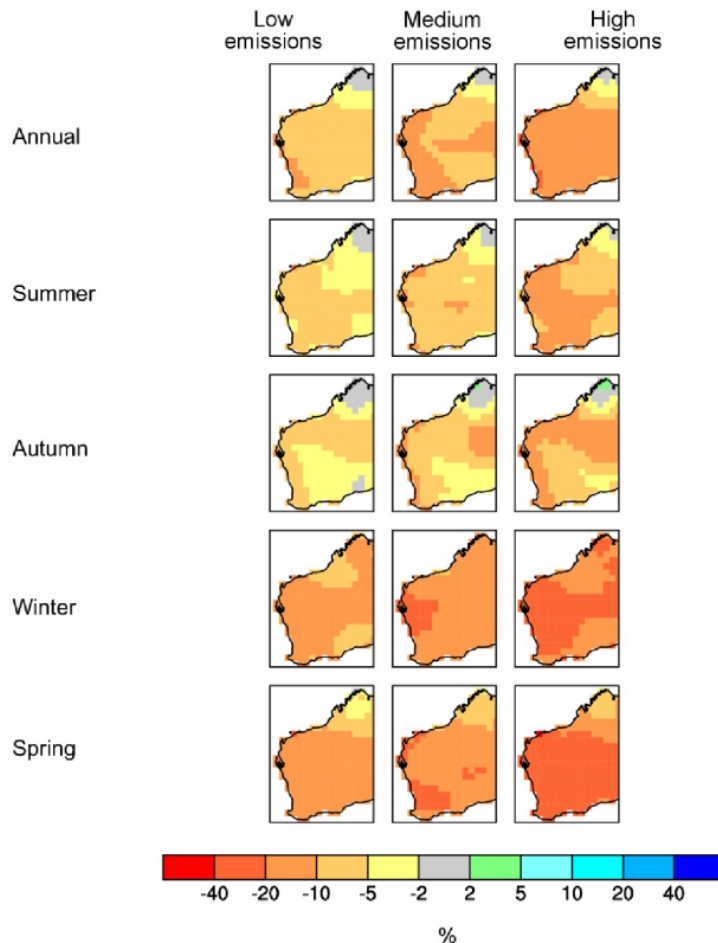 Low Medium High
emissions emissions emissions
Annual
Summer
Autumn
Winter
Spring
-40 -20 -10 -5 -2 2 5 10 20 40
%